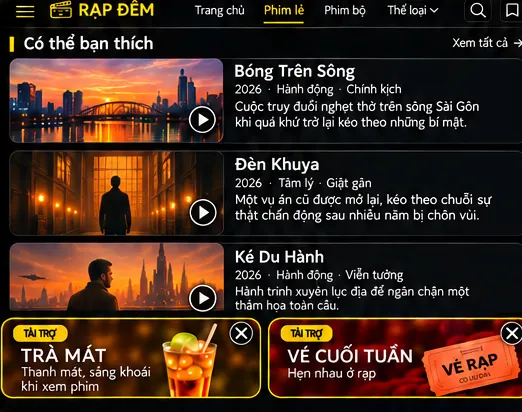 RẠP ĐÊM
Trang chủ Phim lẻ Phim bộ Thể loại
Có thể bạn thích
Xem tất cả →
Bóng Trên Sông
2026 · Hành động · Chính kịch
Cuộc truy đuổi nghẹt thở trên sông Sài Gòn
khi quá khứ trở lại kéo theo những bí mật.
Đèn Khuya
2026 · Tâm lý · Giật gân
Một vụ án cũ được mở lại, kéo theo chuỗi sự
thật chấn động sau nhiều năm bị chôn vùi.
Ké Du Hành
2026 · Hành động · Viễn tưởng
Hành trình xuyên lục địa để ngăn chặn một
thảm họa toàn cầu.
TÀI TRỢ
TRÀ MÁT
Thanh mát, sảng khoái
khi xem phim
TÀI TRỢ
VÉ CUỐI TUẦN
Hẹn nhau ở rạp
VÉ RẠP